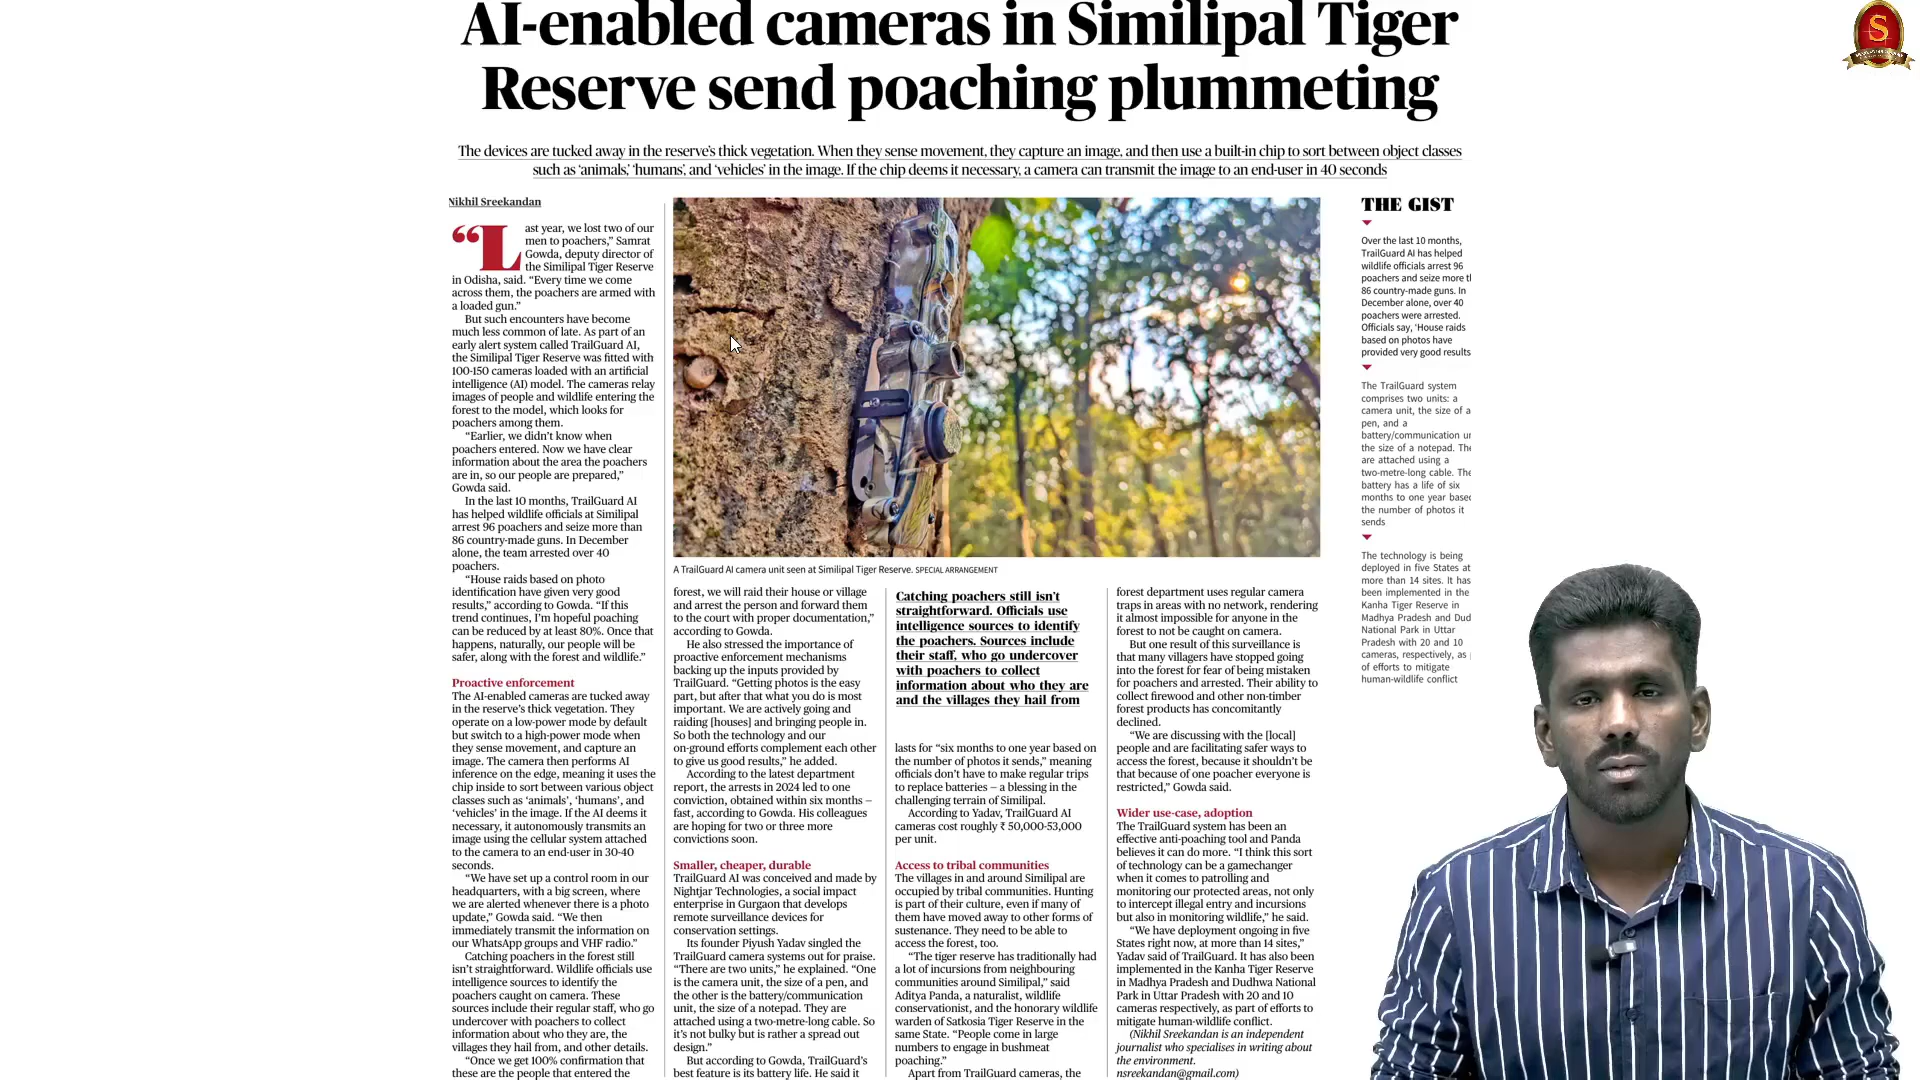 AI-enabled cameras in Similipal Tiger
Reserve send poaching plummeting
The devices are tucked away in the reserve's thick vegetation. When they sense movement, they capture an image, and then use a built-in chip to sort between object classes
such as 'animals,' 'humans', and 'vehicles' in the image. If the chip deems it necessary, a camera can transmit the image to an end-user in 40 seconds
Nikhil Sreekandan
“L
ast year, we lost two of our
men to poachers,” Samrat
Gowda, deputy director of
the Similipal Tiger Reserve
in Odisha, said. “Every time we come
across them, the poachers are armed with
a loaded gun.”
But such encounters have become
much less common of late. As part of an
early alert system called TrailGuard AI,
the Similipal Tiger Reserve was fitted with
100-150 cameras loaded with an artificial
intelligence (AI) model. The cameras relay
images of people and wildlife entering the
forest to the model, which looks for
poachers among them.
“Earlier, we didn’t know when
poachers entered. Now we have clear
information about the area the poachers
are in, so our people are prepared,”
Gowda said.
In the last 10 months, TrailGuard AI
has helped wildlife officials at Similipal
arrest 96 poachers and seize more than
86 country-made guns. In December
alone, the team arrested over 40
poachers.
“House raids based on photo
identification have given very good
results,” according to Gowda. “If this
trend continues, I’m hopeful poaching
can be reduced by at least 80%. Once that
happens, naturally, our people will be
safer, along with the forest and wildlife.”
Proactive enforcement
The AI-enabled cameras are tucked away
in the reserve’s thick vegetation. They
operate on a low-power mode by default
but switch to a high-power mode when
they sense movement, and capture an
image. The camera then performs AI
inference on the edge, meaning it uses the
chip inside to sort between various object
classes such as ‘animals’, ‘humans’, and
‘vehicles’ in the image. If the AI deems it
necessary, it autonomously transmits an
image using the cellular system attached
to the camera to an end-user in 30-40
seconds.
“We have set up a control room in our
headquarters, with a big screen, where
we are alerted whenever there is a photo
update,” Gowda said. “We then
immediately transmit the information on
our WhatsApp groups and VHF radio.”
Catching poachers in the forest still
isn’t straightforward. Wildlife officials use
intelligence sources to identify the
poachers caught on camera. These
sources include their regular staff, who go
undercover with poachers to collect
information about who they are, the
villages they hail from, and other details.
“Once we get 100% confirmation that
these are the people that entered the
A TrailGuard AI camera unit seen at Similipal Tiger Reserve. SPECIAL ARRANGEMENT
forest, we will raid their house or village
and arrest the person and forward them
to the court with proper documentation,”
according to Gowda.
He also stressed the importance of
proactive enforcement mechanisms
backing up the inputs provided by
TrailGuard. “Getting photos is the easy
part, but after that what you do is most
important. We are actively going and
raiding [houses] and bringing people in.
So both the technology and our
on-ground efforts complement each other
to give us good results,” he added.
According to the latest department
report, the arrests in 2024 led to one
conviction, obtained within six months —
fast, according to Gowda. His colleagues
are hoping for two or three more
convictions soon.
Smaller, cheaper, durable
TrailGuard AI was conceived and made by
Nightjar Technologies, a social impact
enterprise in Gurgaon that develops
remote surveillance devices for
conservation settings.
Its founder Piyush Yadav singled the
TrailGuard camera systems out for praise.
“There are two units,” he explained. “One
is the camera unit, the size of a pen, and
the other is the battery/communication
unit, the size of a notepad. They are
attached using a two-metre-long cable. So
it’s not bulky but is rather a spread out
design.”
But according to Gowda, TrailGuard’s
best feature is its battery life. He said it
Catching poachers still isn’t
straightforward. Officials use
intelligence sources to identify
the poachers. Sources include
their staff, who go undercover
with poachers to collect
information about who they are
and the villages they hail from
lasts for “six months to one year based on
the number of photos it sends,” meaning
officials don’t have to make regular trips
to replace batteries — a blessing in the
challenging terrain of Similipal.
According to Yadav, TrailGuard AI
cameras cost roughly ₹ 50,000-53,000
per unit.
Access to tribal communities
The villages in and around Similipal are
occupied by tribal communities. Hunting
is part of their culture, even if many of
them have moved away to other forms of
sustenance. They need to be able to
access the forest, too.
“The tiger reserve has traditionally had
a lot of incursions from neighbouring
communities around Similipal,” said
Aditya Panda, a naturalist, wildlife
conservationist, and the honorary wildlife
warden of Satkosia Tiger Reserve in the
same State. “People come in large
numbers to engage in bushmeat
poaching.”
Apart from TrailGuard cameras, the
forest department uses regular camera
traps in areas with no network, rendering
it almost impossible for anyone in the
forest to not be caught on camera.
But one result of this surveillance is
that many villagers have stopped going
into the forest for fear of being mistaken
for poachers and arrested. Their ability to
collect firewood and other non-timber
forest products has concomitantly
declined.
“We are discussing with the [local]
people and are facilitating safer ways to
access the forest, because it shouldn’t be
that because of one poacher everyone is
restricted,” Gowda said.
Wider use-case, adoption
The TrailGuard system has been an
effective anti-poaching tool and Panda
believes it can do more. “I think this sort
of technology can be a gamechanger
when it comes to patrolling and
monitoring our protected areas, not only
to intercept illegal entry and incursions
but also in monitoring wildlife,” he said.
“We have deployment ongoing in five
States right now, at more than 14 sites,”
Yadav said of TrailGuard. It has also been
implemented in the Kanha Tiger Reserve
in Madhya Pradesh and Dudhwa National
Park in Uttar Pradesh with 20 and 10
cameras respectively, as part of efforts to
mitigate human-wildlife conflict.
(Nikhil Sreekandan is an independent
journalist who specialises in writing about
the environment.
nsreekandan@gmail.com)
THE GIST
Over the last 10 months,
TrailGuard AI has helped
wildlife officials arrest 96
poachers and seize more
86 country-made guns. In
December alone, over 40
poachers were arrested.
Officials say, ‘House raids
based on photos have
provided very good results
The TrailGuard system
comprises two units: a
camera unit, the size of a
pen, and a
battery/communication
the size of a notepad.
are attached using a
two-metre-long cable.
battery has a life of six
months to one year
the number of photos it
sends
The technology is being
deployed in five States at
more than 14 sites. It has
been implemented in the
Kanha Tiger Reserve in
Madhya Pradesh and
National Park in Uttar
Pradesh with 20 and 10
cameras, respectively, as
of efforts to mitigate
human-wildlife conflict
S